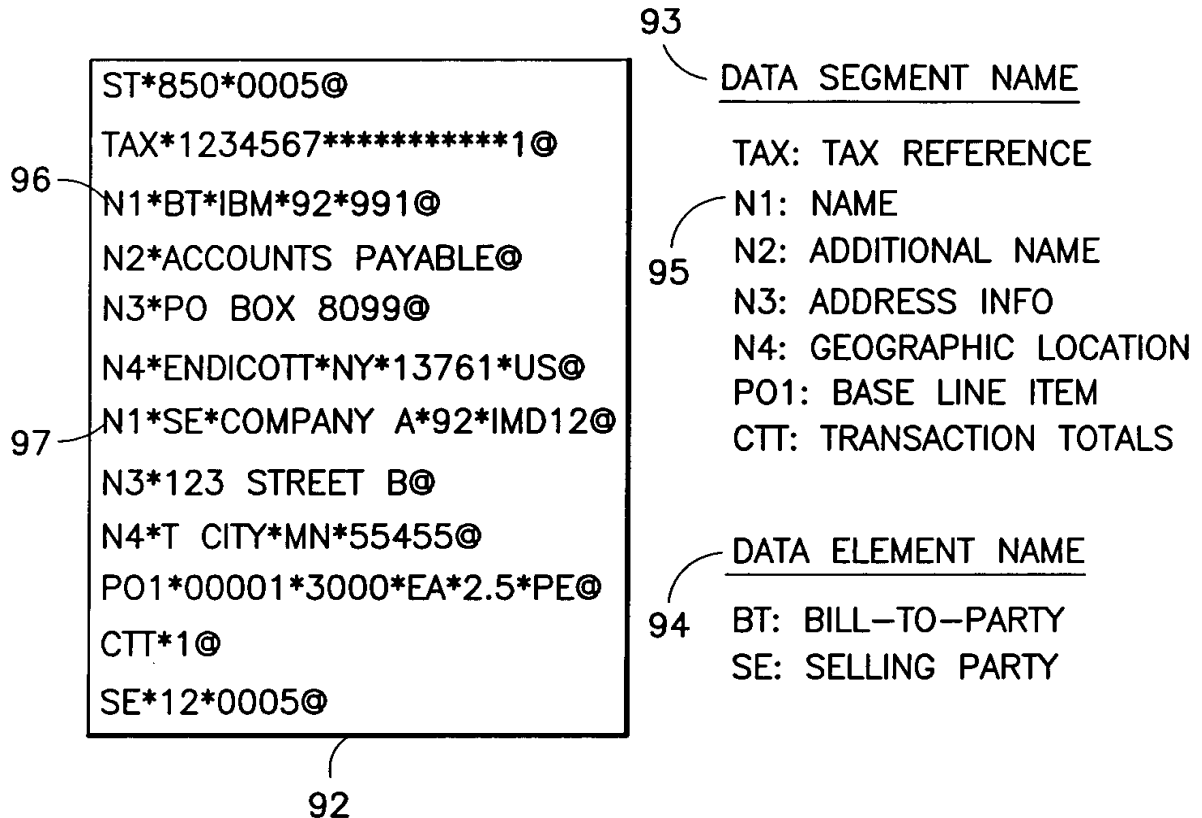 93
ST*850*0005@
TAX*1234567***********1@
96
N1*BT*IBM*92*991@
N2*ACCOUNTS PAYABLE@
N3*PO BOX 8099@
N4*ENDICOTT*NY*13761*US@
97
N1*SE*COMPANY A*92*IMD12@
N3*123 STREET B@
N4*T CITY*MN*55455@
PO1*00001*3000*EA*2.5*PE@
CTT*1@
SE*12*0005@
92
DATA SEGMENT NAME
TAX: TAX REFERENCE
N1: NAME
95
N2: ADDITIONAL NAME
N3: ADDRESS INFO
N4: GEOGRAPHIC LOCATION
PO1: BASE LINE ITEM
CTT: TRANSACTION TOTALS
DATA ELEMENT NAME
94
BT: BILL-TO-PARTY
SE: SELLING PARTY